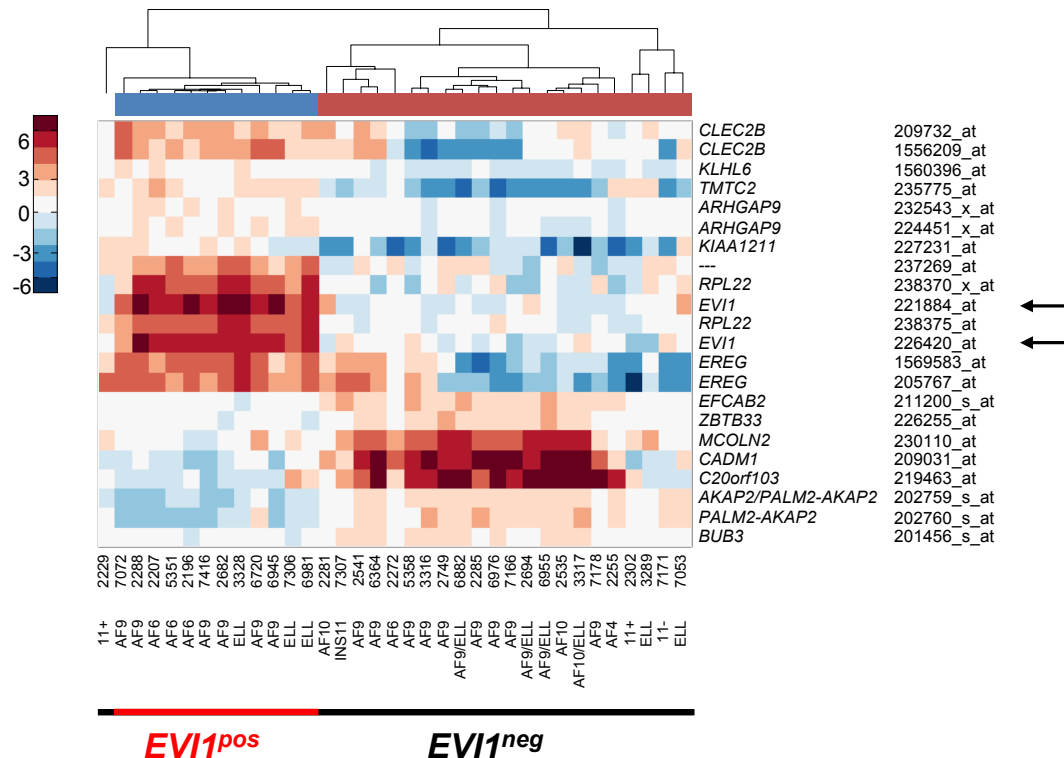 6
3
0
-3
-6
CLEC2B 209732_at
CLEC2B 1556209_at
KLHL6 1560396_at
TMTC2 235775_at
ARHGAP9 232543_x_at
ARHGAP9 224451_x_at
KIAA1211 227231_at
--- 237269_at
RPL22 238370_x_at
EVI1 221884_at
RPL22 238375_at
EVI1 226420_at
EREG 1569583_at
EREG 205767_at
EFCAB2 211200_s_at
ZBTB33 226255_at
MCOLN2 230110_at
CADM1 209031_at
C20orf103 219463_at
AKAP2/PALM2-AKAP2 202759_s_at
PALM2-AKAP2 202760_s_at
BUB3 201456_s_at
2229 7072 2288 2207 5351 2196 7416 2682 3328 6720 6945 7306 6981 2281 7307 2541 6364 2272 5358 3316 2749 6882 2285 6976 7166 2694 6955 2535 3317 7178 2255 2302 3289 7171 7053
11+ AF9 AF9 AF6 AF6 AF6 AF9 AF9 ELL AF9 AF9 ELL ELL AF10 INS11 AF9 AF9 AF6 AF9 AF9 AF9 AF9/ELL AF9 AF9 AF9 AF9/ELL AF9/ELL AF10 AF10/ELL AF9 AF4 11+ ELL 11- ELL
EVI1pos EVI1neg